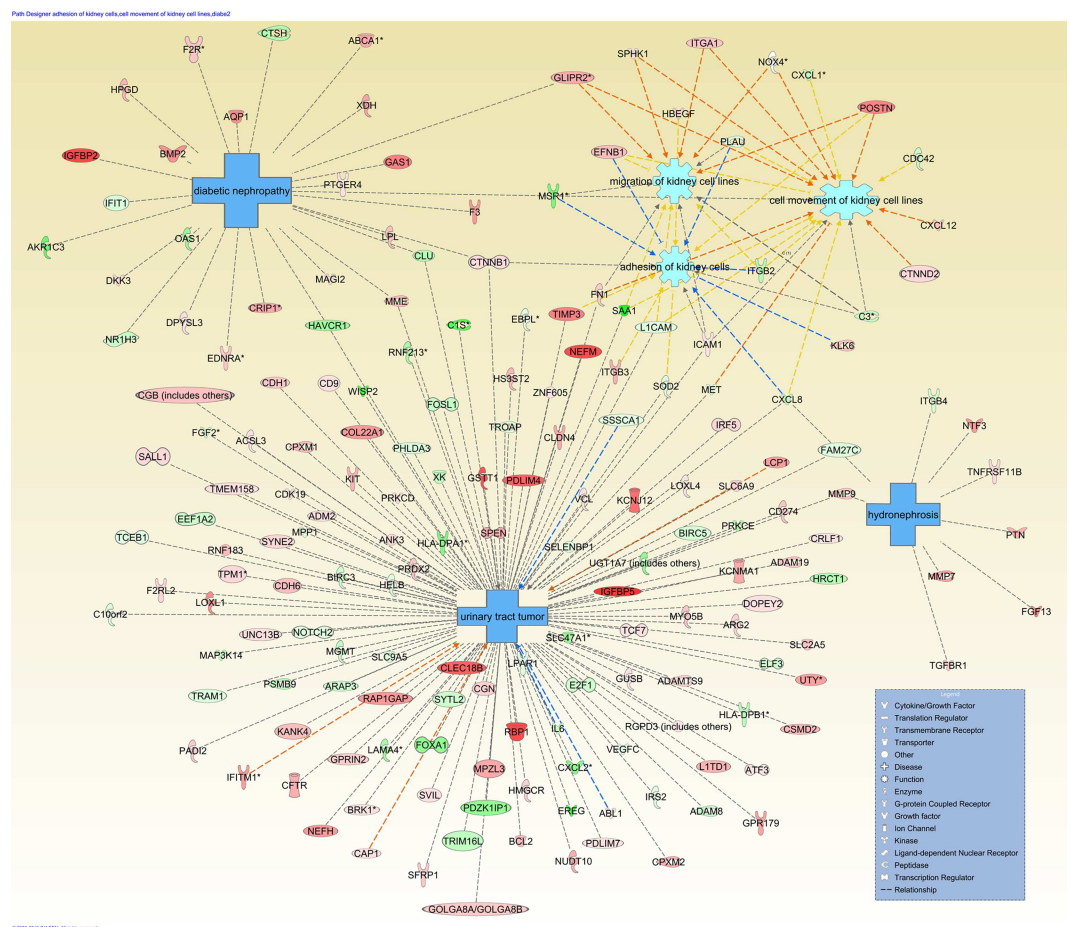 Path Designer adhesion of kidney cells,cell movement of kidney cell lines,diabe2
CTSH
ABCA1*
F2R*
ITGA1
SPHK1
NOX4*
CXCL1*
GLIPR2*
HPGD
XDH
POSTN
HBEGF
AQP1
PLAU
IGFBP2
BMP2
GAS1
EFNB1
CDC42
PTGER4
migration of kidney cell lines
diabetic nephropathy
MSR1*
cell movement of kidney cell lines
IFIT1
F3
CXCL12
OAS1
LPL
AKR1C3
CLU
CTNNB1
adhesion of kidney cells
ITGB2
CTNND2
DKK3
MAGI2
FN1
CRIP1*
MME
TIMP3
SAA1
C3*
DPYSL3
HAVCR1
C1S*
EBPL*
L1CAM
NR1H3
ICAM1
KLK6
EDNRA*
RNF213*
NEFM
ITGB3
HS3ST2
CDH1
CD9
SOD2
MET
CGB (includes others)
WISP2
ZNF605
CXCL8
ITGB4
FOSL1
SSSCA1
IRF5
NTF3
FGF2*
ACSL3
COL22A1
TROAP
CLDN4
CPXM1
PHLDA3
FAM27C
SALL1
LCP1
TNFRSF11B
KIT
XK
GSTT1
PDLIM4
LOXL4
SLC6A9
TMEM158
CDK19
PRKCD
VCL
KCNJ12
MMP9
CD274
hydronephrosis
EEF1A2
ADM2
PRKCE
MPP1
SPEN
BIRC5
TCEB1
SYNE2
ANK3
HLA-DPA1*
SELENBP1
CRLF1
PTN
RNF183
UGT1A7 (includes others)
ADAM19
TPM1*
BIRC3
PRDX2
KCNMA1
MMP7
CDH6
HELB
HRCT1
F2RL2
IGFBP5
LOXL1
DOPEY2
C10orf2
urinary tract tumor
MYO5B
FGF13
ARG2
UNC13B
NOTCH2
SLC47A1*
TCF7
SLC2A5
MAP3K14
MGMT
SLC9A5
LPAR1
ELF3
TGFBR1
CLEC18B
GUSB
ADAMTS9
UTY*
PSMB9
ARAP3
CGN
E2F1
TRAM1
RAP1GAP
SYTL2
Legend
HLA-DPB1*
Cytokine/Growth Factor
Translation Regulator
KANK4
RBP1
IL6
RGPD3 (includes others)
CSMD2
Transmembrane Receptor
PADI2
LAMA4*
FOXA1
VEGFC
Transporter
GPRIN2
Other
IFITM1*
MPZL3
CXCL2*
L1TD1
ATF3
Disease
CFTR
Function
SVIL
HMGCR
IRS2
Enzyme
BRK1*
PDZK1IP1
EREG
ABL1
ADAM8
G-protein Coupled Receptor
Growth factor
NEFH
GPR179
Ion Channel
TRIM16L
BCL2
PDLIM7
Kinase
CAP1
NUDT10
CPXM2
Ligand-dependent Nuclear Receptor
Peptidase
SFRP1
Transcription Regulator
Relationship
GOLGA8A/GOLGA8B